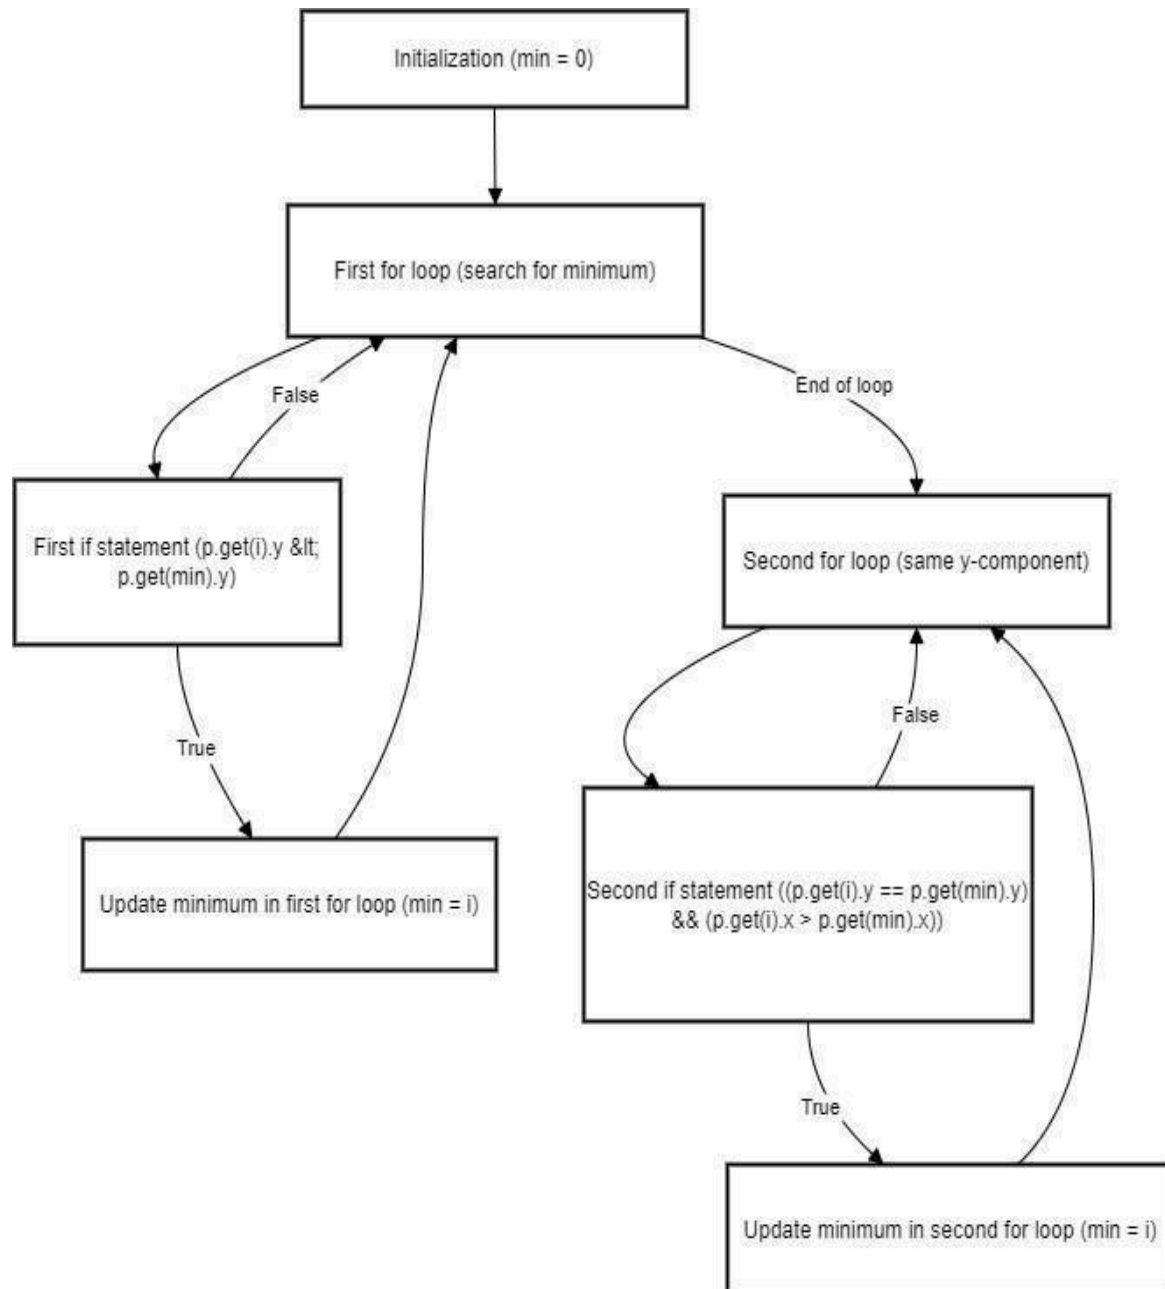 Initialization (min = 0)
First for loop (search for minimum)
False
End of loop
First if statement (p.get(i).y &lt;
p.get(min).y)
Second for loop (same y-component)
True
False
Update minimum in first for loop (min = i)
Second if statement ((p.get(i).y == p.get(min).y)
&& (p.get(i).x > p.get(min).x))
True
Update minimum in second for loop (min = i)